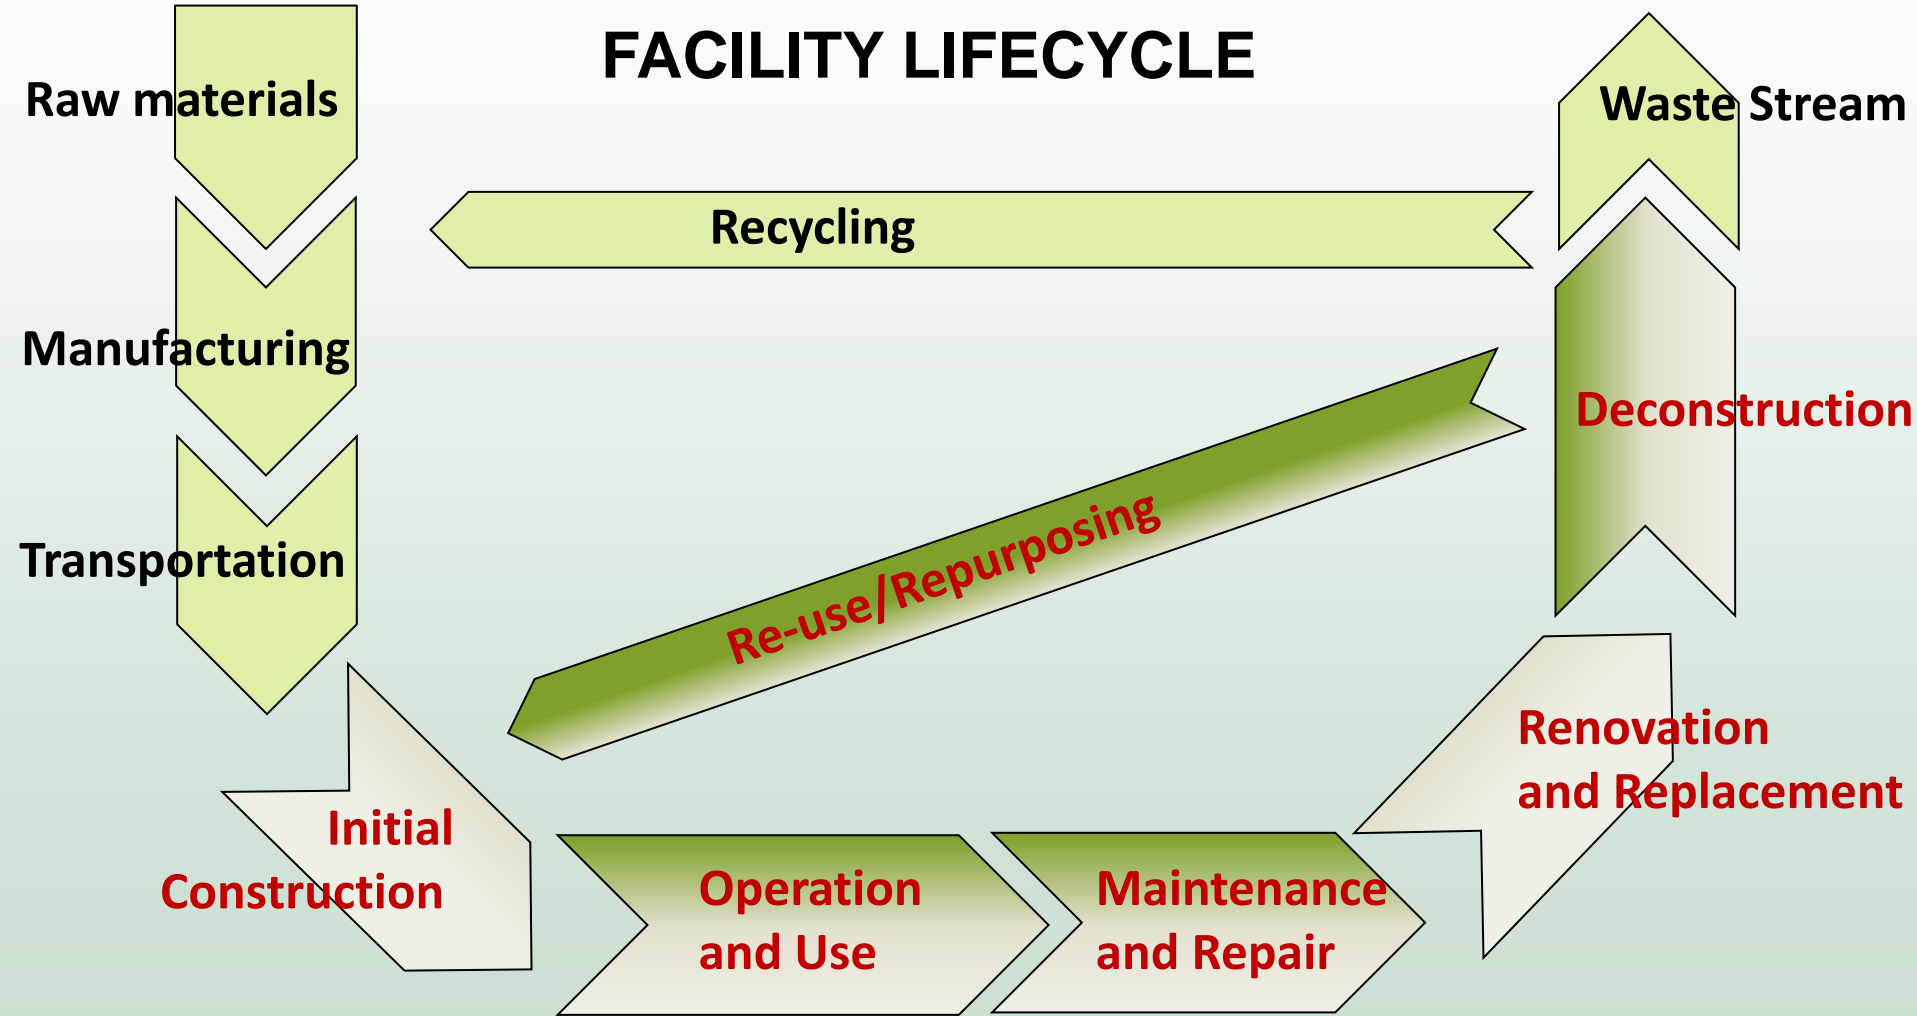 FACILITY LIFECYCLE
Raw materials
Waste Stream
Recycling
Manufacturing
Deconstruction
Transportation
Re-use/Repurposing
Renovation
and Replacement
Initial
Construction
Operation
and Use
Maintenance
and Repair